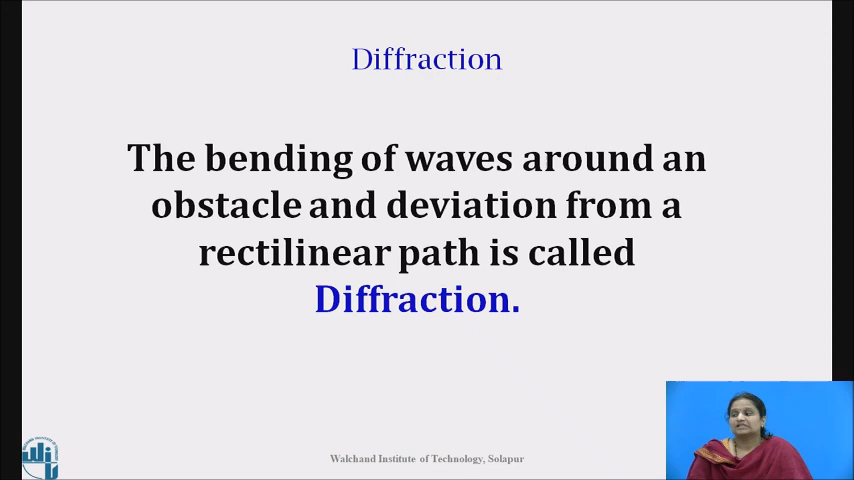 Diffraction
The bending of waves around an
obstacle and deviation from a
rectilinear path is called
Diffraction.
Walchand Institute of Technology, Solapur